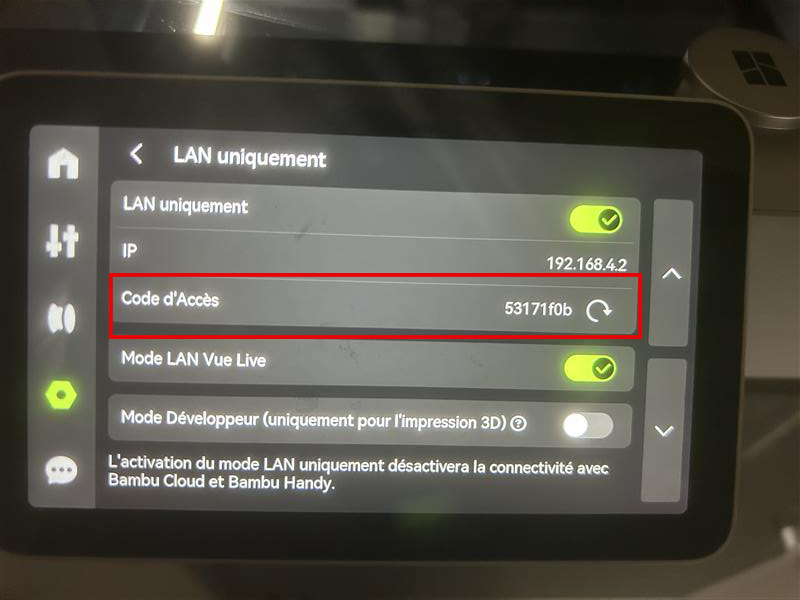 LAN uniquement
LAN uniquement
IP
192.168.4.2
Code d'Accès
53171f0b
Mode LAN Vue Live
Mode Développeur (uniquement pour l'impression 3D)
L'activation du mode LAN uniquement désactivera la connectivité avec
Bambu Cloud et Bambu Handy.